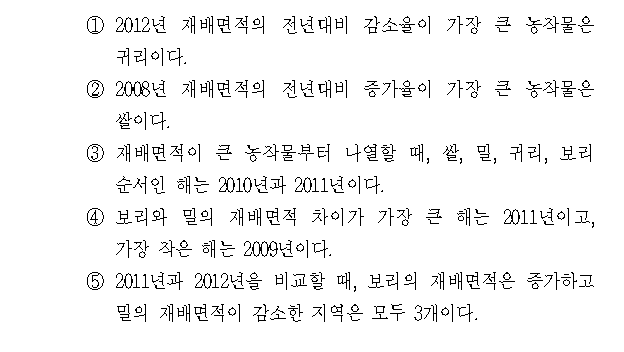 ① 2012년 재배면적의 전년대비 감소율이 가장 큰 농작물은
귀리이다.
② 2008년 재배면적의 전년대비 증가율이 가장 큰 농작물은
쌀이다.
③ 재배면적이 큰 농작물부터 나열할 때, 쌀, 밀, 귀리, 보리
순서인 해는 2010년과 2011년이다.
④ 보리와 밀의 재배면적 차이가 가장 큰 해는 2011년이고,
가장 작은 해는 2009년이다.
⑤ 2011년과 2012년을 비교할 때, 보리의 재배면적은 증가하고
밀의 재배면적이 감소한 지역은 모두 3개이다.